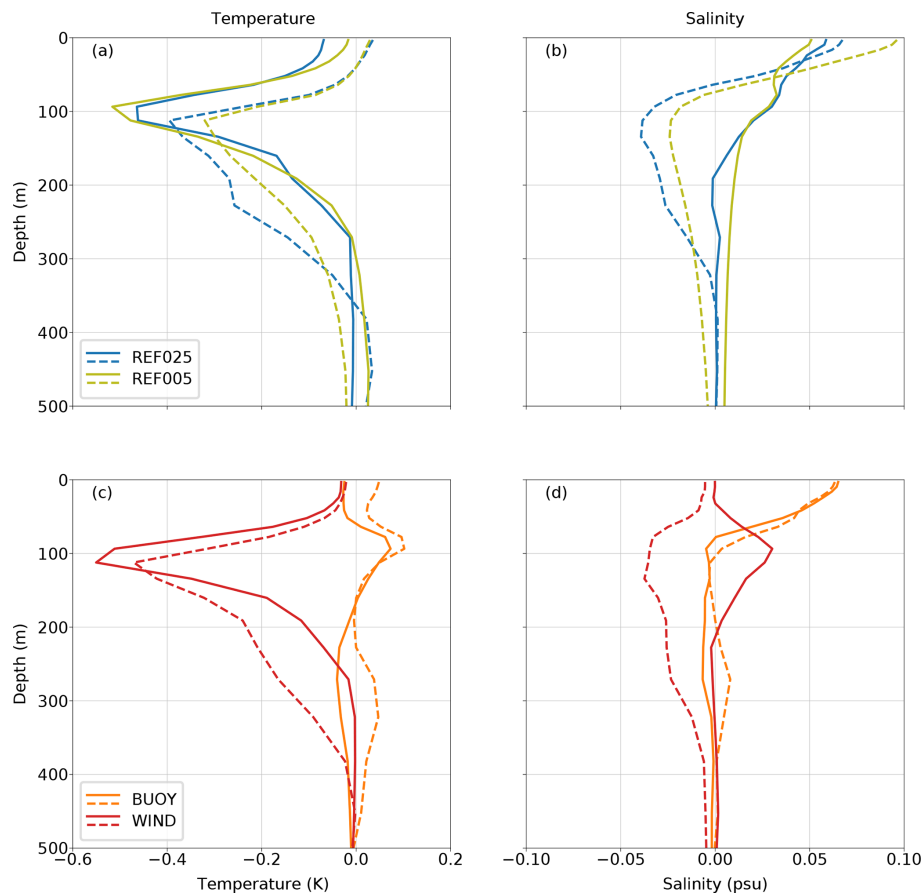 Temperature Salinity
0 (a) (b)
100
200
Depth (m) Depth (m)
300
400
REF025
REF005
500
0 (c) (d)
100
200
Depth (m) Depth (m)
300
400
BUOY
WIND
500
−0.6 −0.4 −0.2 0.0 0.2 −0.10 −0.05 0.00 0.05 0.10
Temperature (K) Salinity (psu)